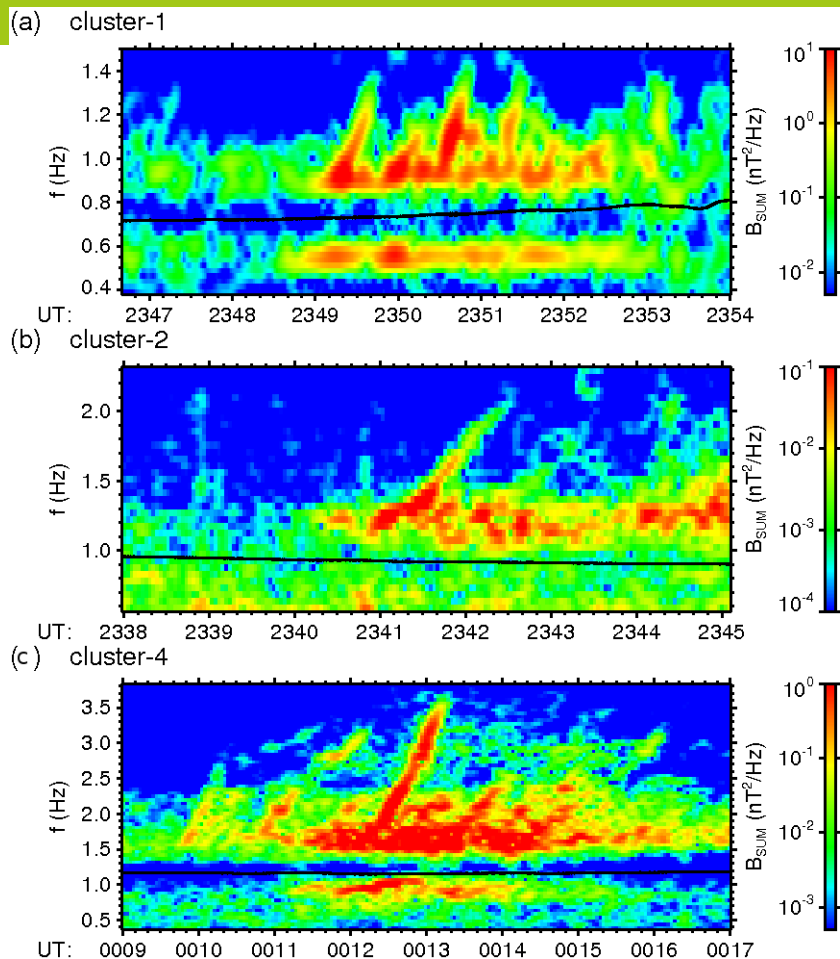 (a) cluster-1
1.4
1.2
1.0
0.8
0.6
0.4
f (Hz)
10^1
10^0
10^-1
10^-2
B_SUM (nT^2/Hz)
UT: 2347 2348 2349 2350 2351 2352 2353 2354
(b) cluster-2
2.0
1.5
1.0
f (Hz)
10^-1
10^-2
10^-3
10^-4
B_SUM (nT^2/Hz)
UT: 2338 2339 2340 2341 2342 2343 2344 2345
(c) cluster-4
3.5
3.0
2.5
2.0
1.5
1.0
0.5
f (Hz)
10^0
10^-1
10^-2
10^-3
B_SUM (nT^2/Hz)
UT: 0009 0010 0011 0012 0013 0014 0015 0016 0017